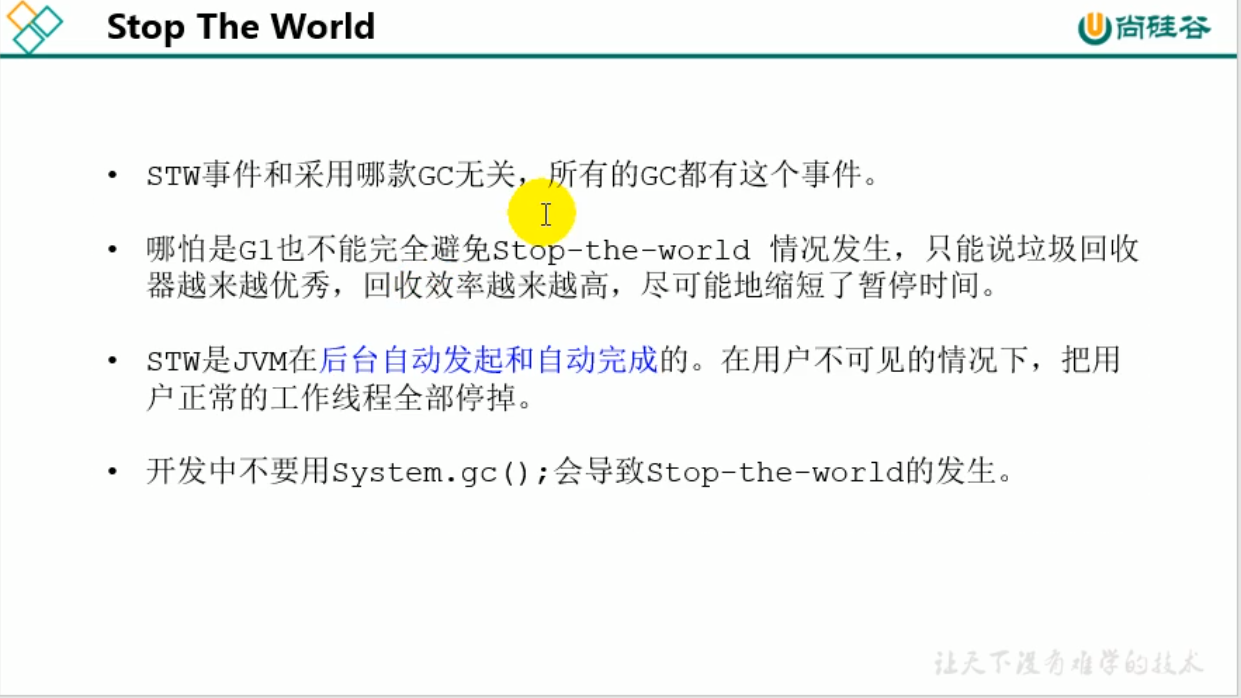 Stop The World
尚硅谷
• STW事件和采用哪款GC无关，所有的GC都有这个事件。
• 哪怕是G1也不能完全避免Stop-the-world 情况发生，只能说垃圾回收
器越来越优秀，回收效率越来越高，尽可能地缩短了暂停时间。
• STW是JVM在后台自动发起和自动完成的。在用户不可见的情况下，把用
户正常的工作线程全部停掉。
• 开发中不要用System.gc();会导致Stop-the-world的发生。
让天下没有难学的技术